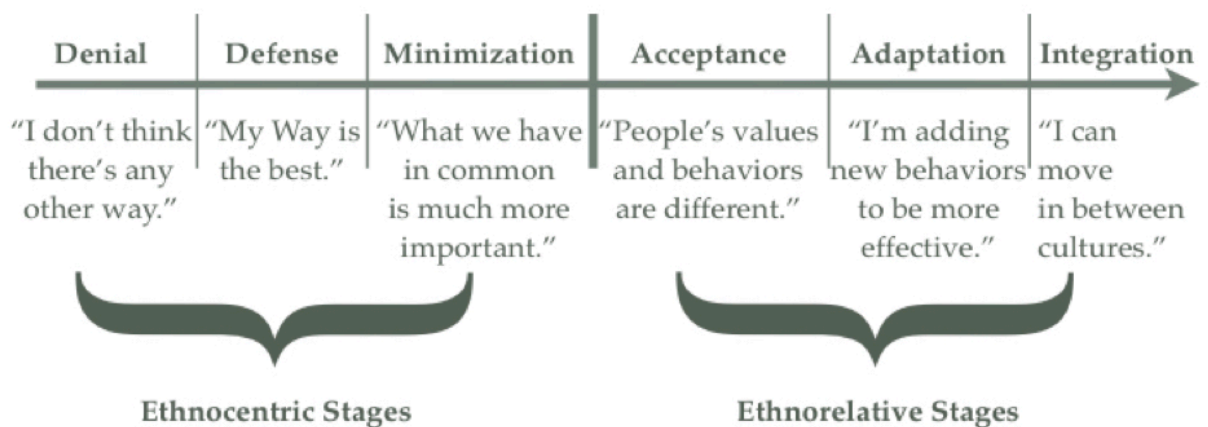 Denial Defense Minimization Acceptance Adaptation Integration
“I don’t think
there’s any
other way.”
“My Way is
the best.”
“What we have
in common
is much more
important.”
“People’s values
and behaviors
are different.”
“I’m adding
new behaviors
to be more
effective.”
“I can
move
in between
cultures.”
Ethnocentric Stages
Ethnorelative Stages